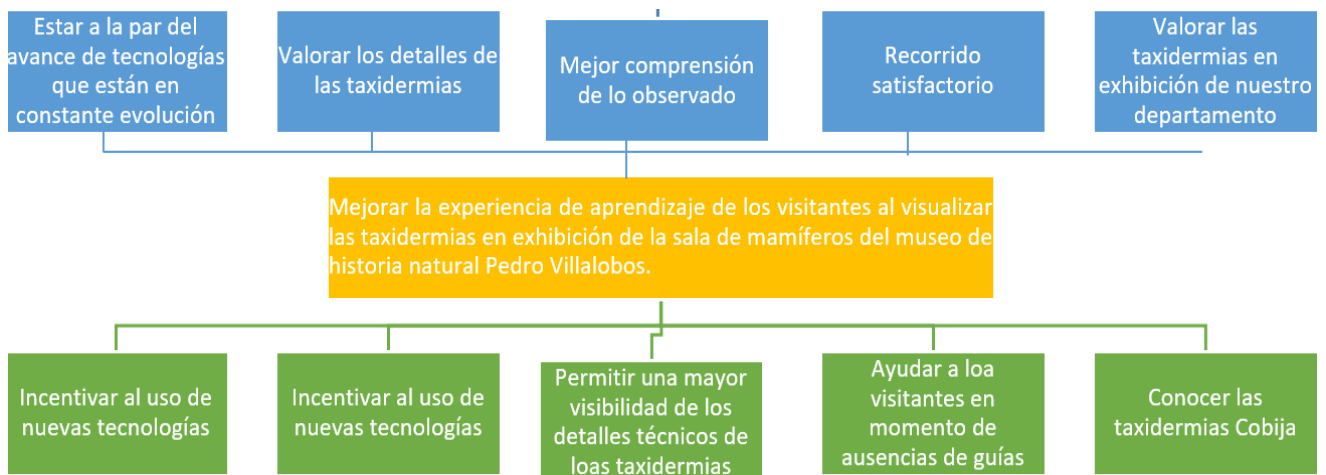 Estar a la par del
avance de tecnologías
que están en
constante evolución
Valorar los detalles de
las taxidermias
Mejor comprensión
de lo observado
Recorrido
satisfactorio
Valorar las
taxidermias en
exhibición de nuestro
departamento
Mejorar la experiencia de aprendizaje de los visitantes al visualizar
las taxidermias en exhibición de la sala de mamíferos del museo de
historia natural Pedro Villalobos.
Incentivar al uso de
nuevas tecnologías
Incentivar al uso de
nuevas tecnologías
Permitir una mayor
visibilidad de los
detalles técnicos de
loas taxidermias
Ayudar a loa
visitantes en
momento de
ausencias de guías
Conocer las
taxidermias Cobija